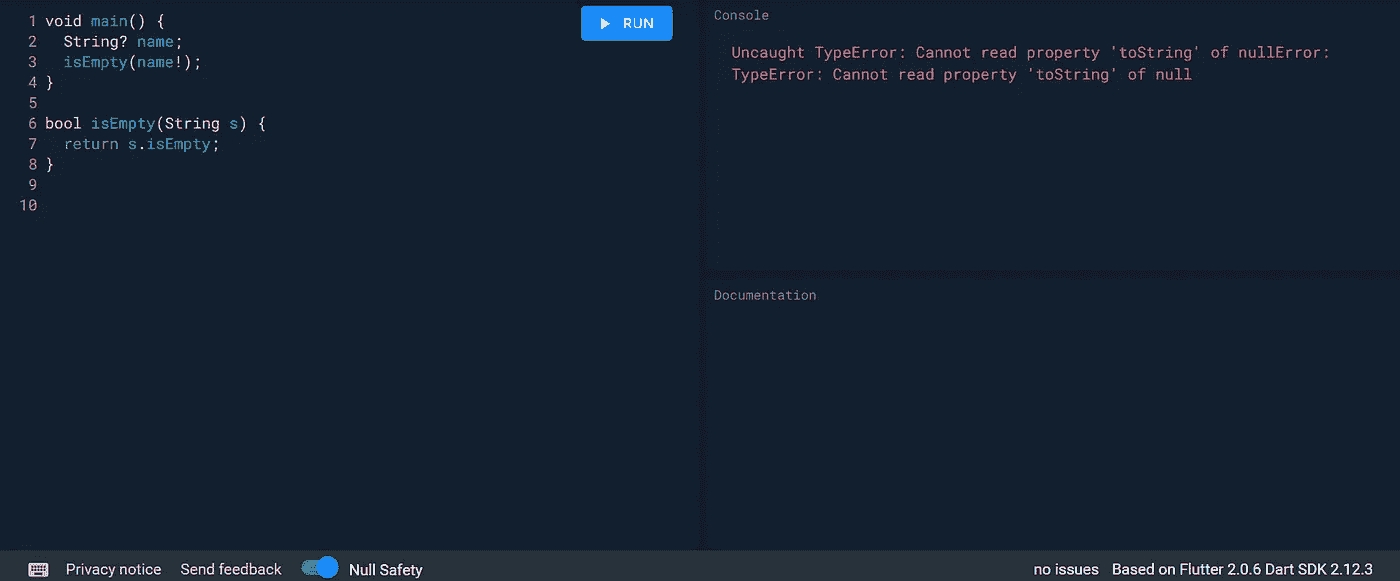 1 void main() {
2 String? name;
3 isEmpty(name!);
4 }
5
6 bool isEmpty(String s) {
7 return s.isEmpty;
8 }
9
10
RUN
Console
Uncaught TypeError: Cannot read property 'toString' of nullError:
TypeError: Cannot read property 'toString' of null
Documentation
Privacy notice Send feedback Null Safety no issues Based on Flutter 2.0.6 Dart SDK 2.12.3